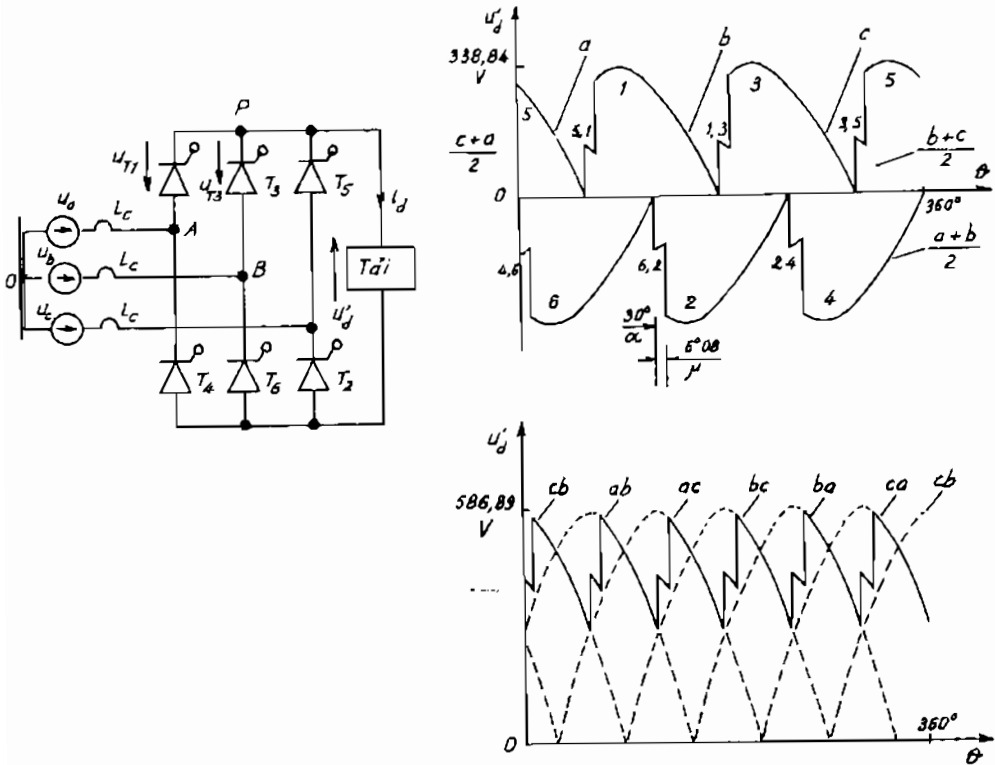 P
u_T1
u_T3
T_3
T_5
i_d
u_a
L_c
A
u_b
L_c
B
0
u_c
L_c
u'_d
Tải
T_4
T_6
T_2
u'_d
a
b
c
338,84
V
1
3
5
5
5,1
1,3
3,5
c+a
2
b+c
2
0
θ
360°
a+b
2
4,6
6,2
2,4
6
2
4
30°
α
6°08
μ
u'_d
586,89
V
cb
ab
ac
bc
ba
ca
cb
0
360°
θ